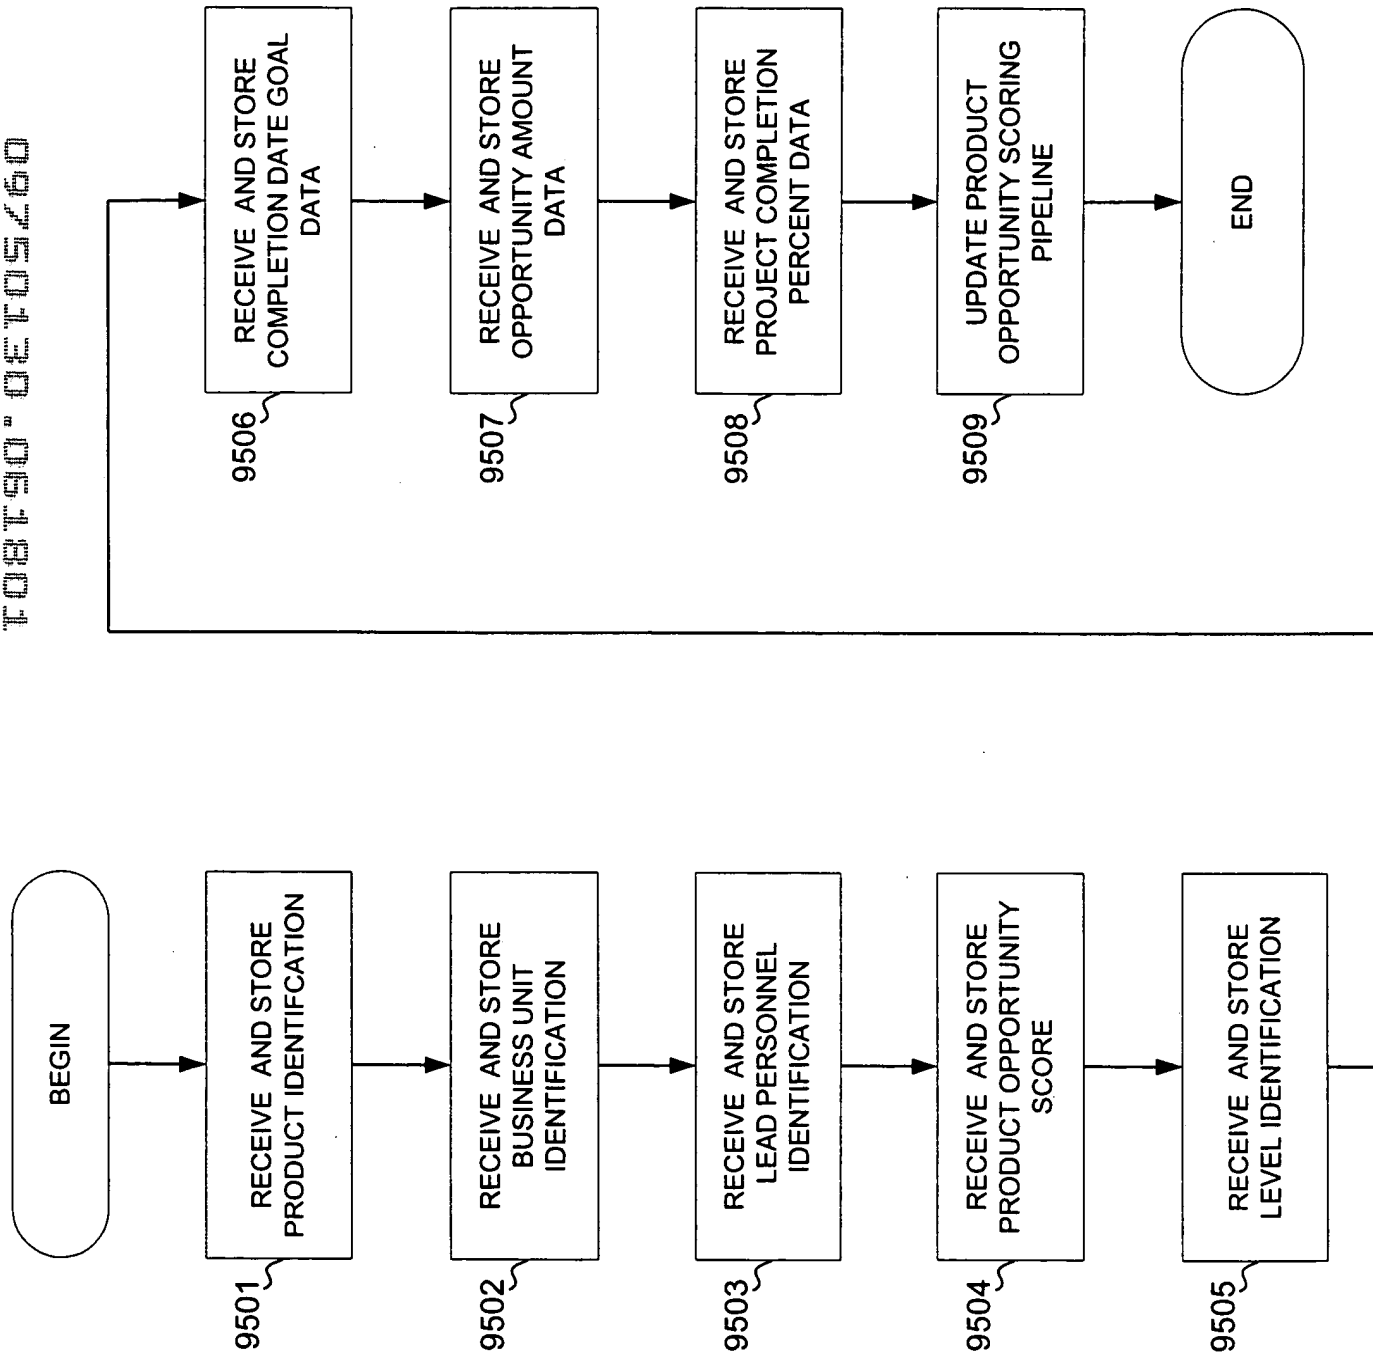 09750130.061801
BEGIN
9501
RECEIVE AND STORE
PRODUCT IDENTIFCATION
9502
RECEIVE AND STORE
BUSINESS UNIT
IDENTIFICATION
9503
RECEIVE AND STORE
LEAD PERSONNEL
IDENTIFICATION
9504
RECEIVE AND STORE
PRODUCT OPPORTUNITY
SCORE
9505
RECEIVE AND STORE
LEVEL IDENTIFICATION
9506
RECEIVE AND STORE
COMPLETION DATE GOAL
DATA
9507
RECEIVE AND STORE
OPPORTUNITY AMOUNT
DATA
9508
RECEIVE AND STORE
PROJECT COMPLETION
PERCENT DATA
9509
UPDATE PRODUCT
OPPORTUNITY SCORING
PIPELINE
END